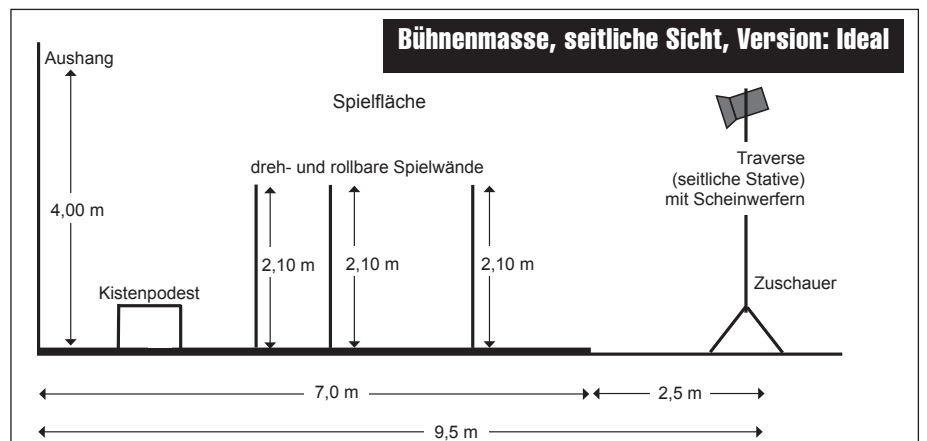 Bühnenmasse, seitliche Sicht, Version: Ideal
Aushang
Spielfläche
dreh- und rollbare Spielwände
Traverse
(seitliche Stative)
mit Scheinwerfern
4,00 m
2,10 m
2,10 m
2,10 m
Kistenpodest
Zuschauer
7,0 m
2,5 m
9,5 m